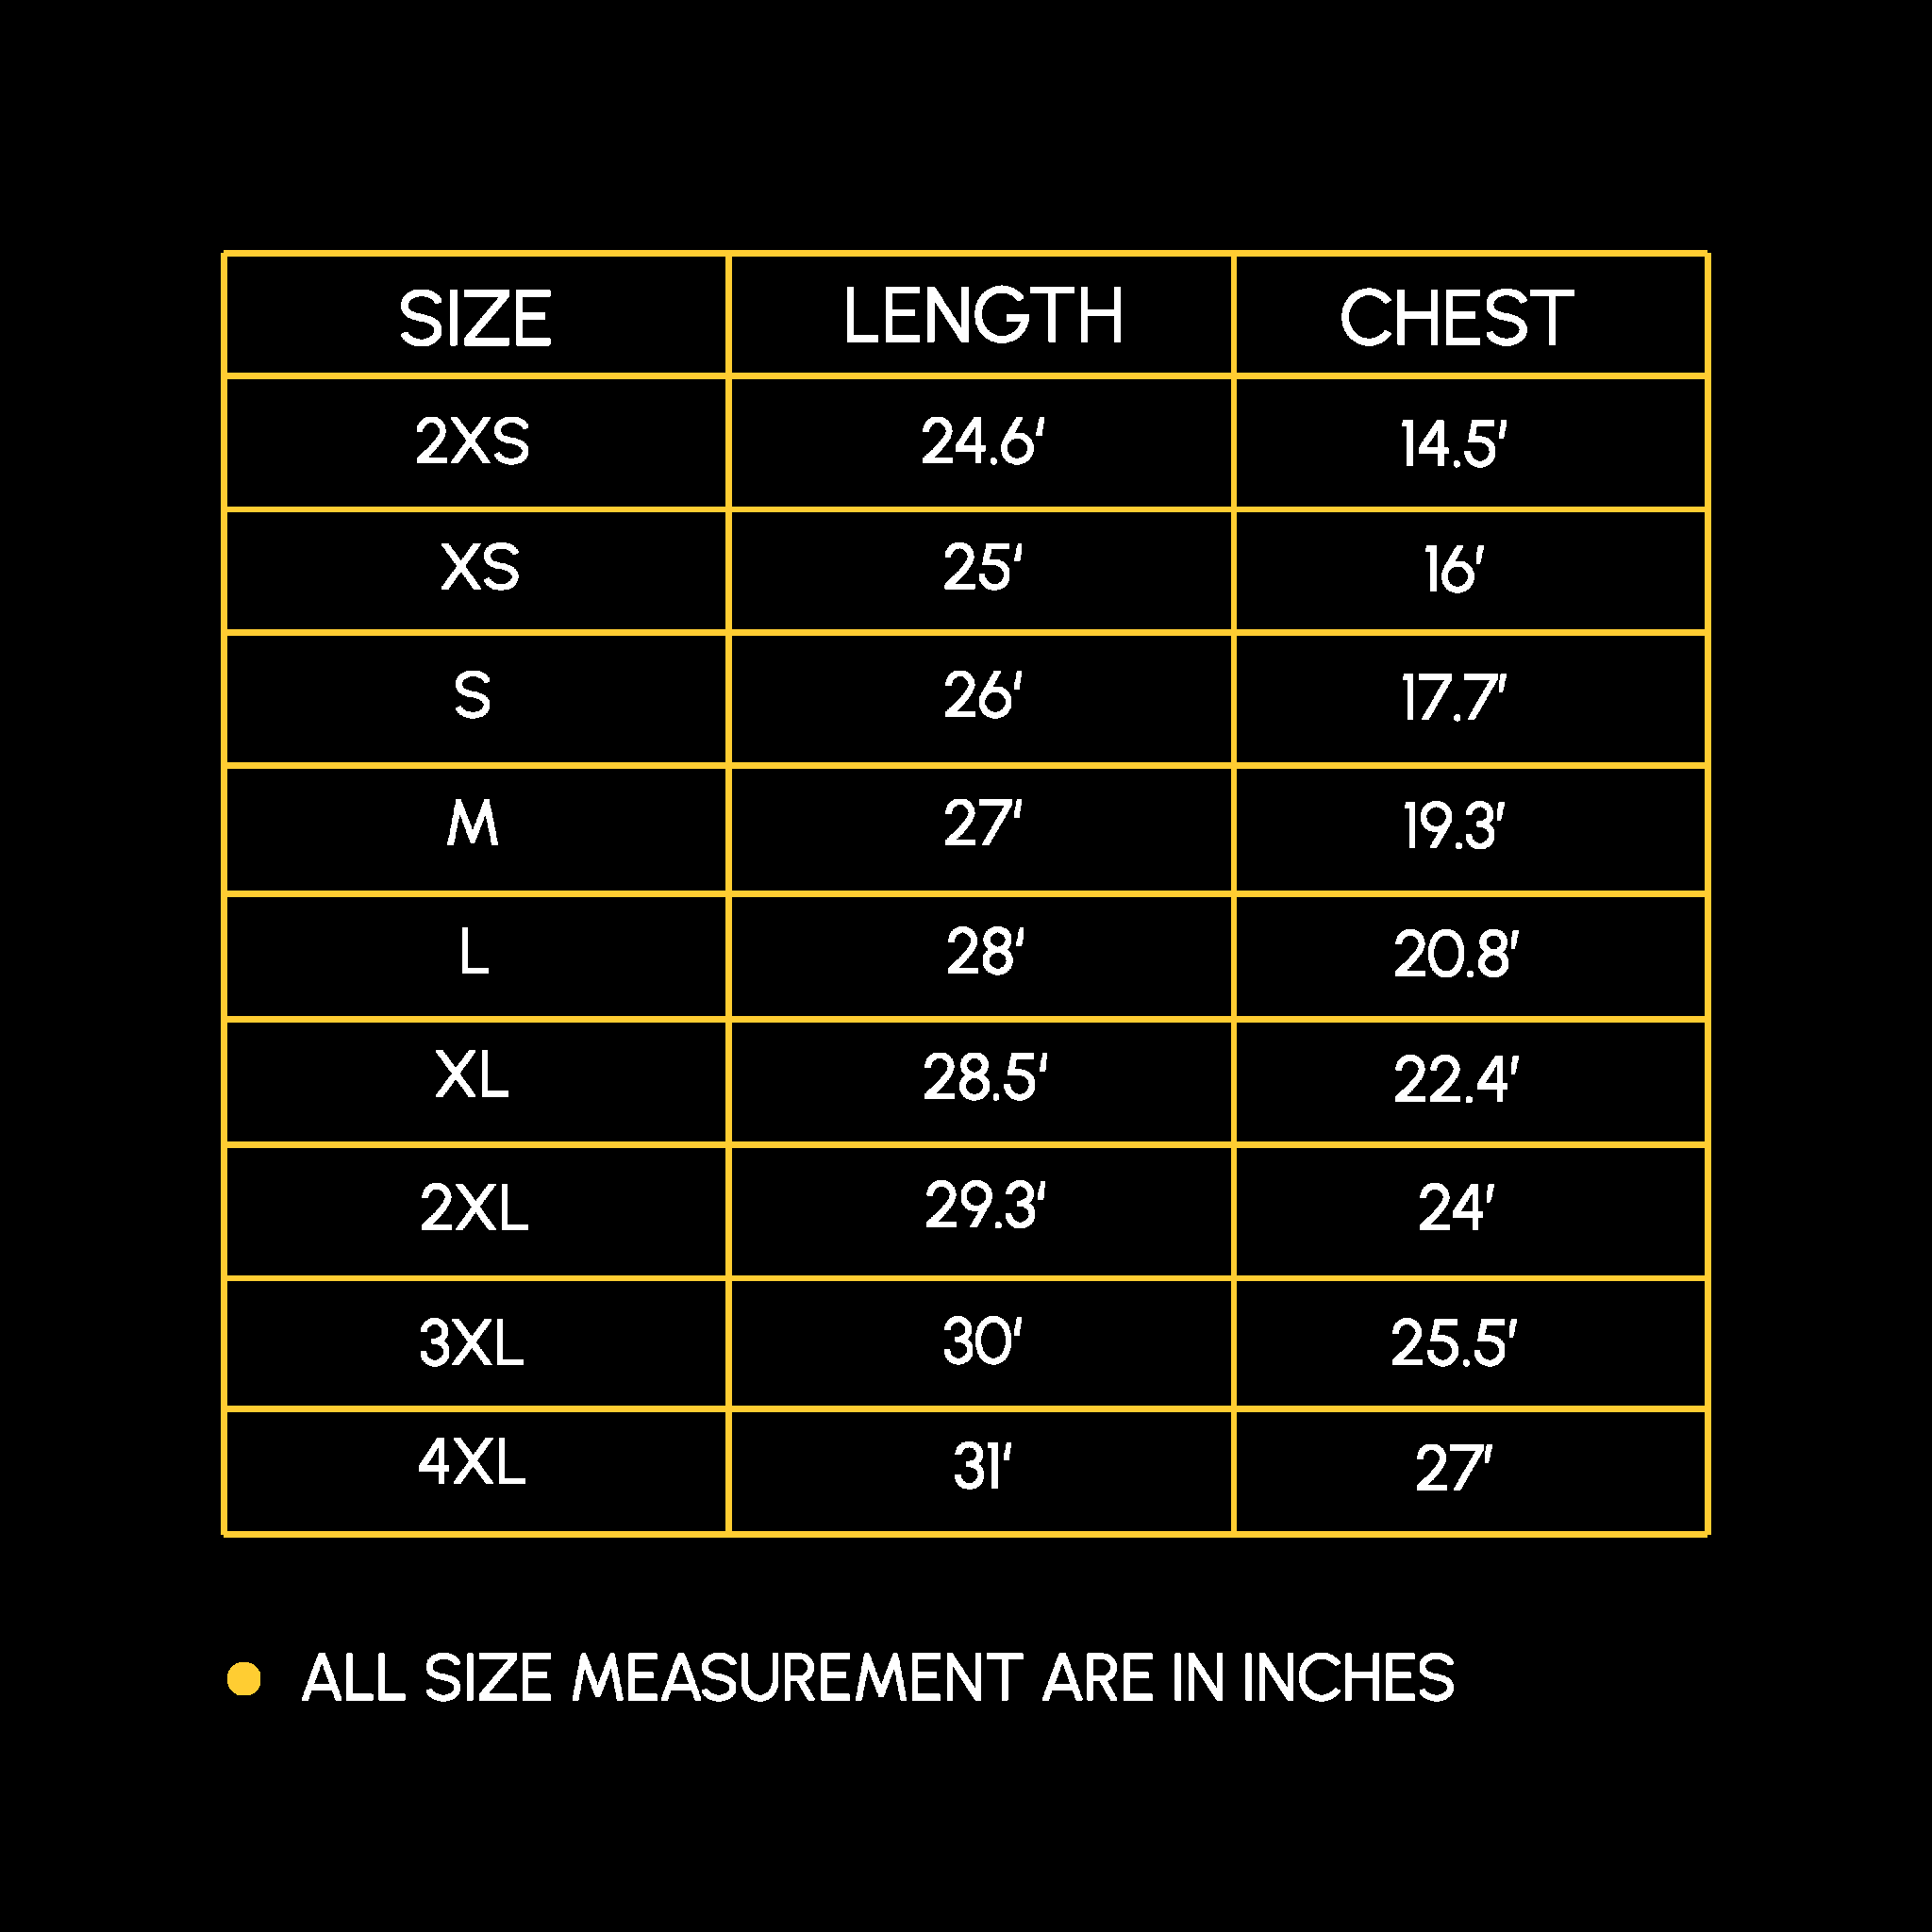 SIZE LENGTH CHEST
2XS 24.6' 14.5'
XS 25' 16'
S 26' 17.7'
M 27' 19.3'
L 28' 20.8'
XL 28.5' 22.4'
2XL 29.3' 24'
3XL 30' 25.5'
4XL 31' 27'
ALL SIZE MEASUREMENT ARE IN INCHES